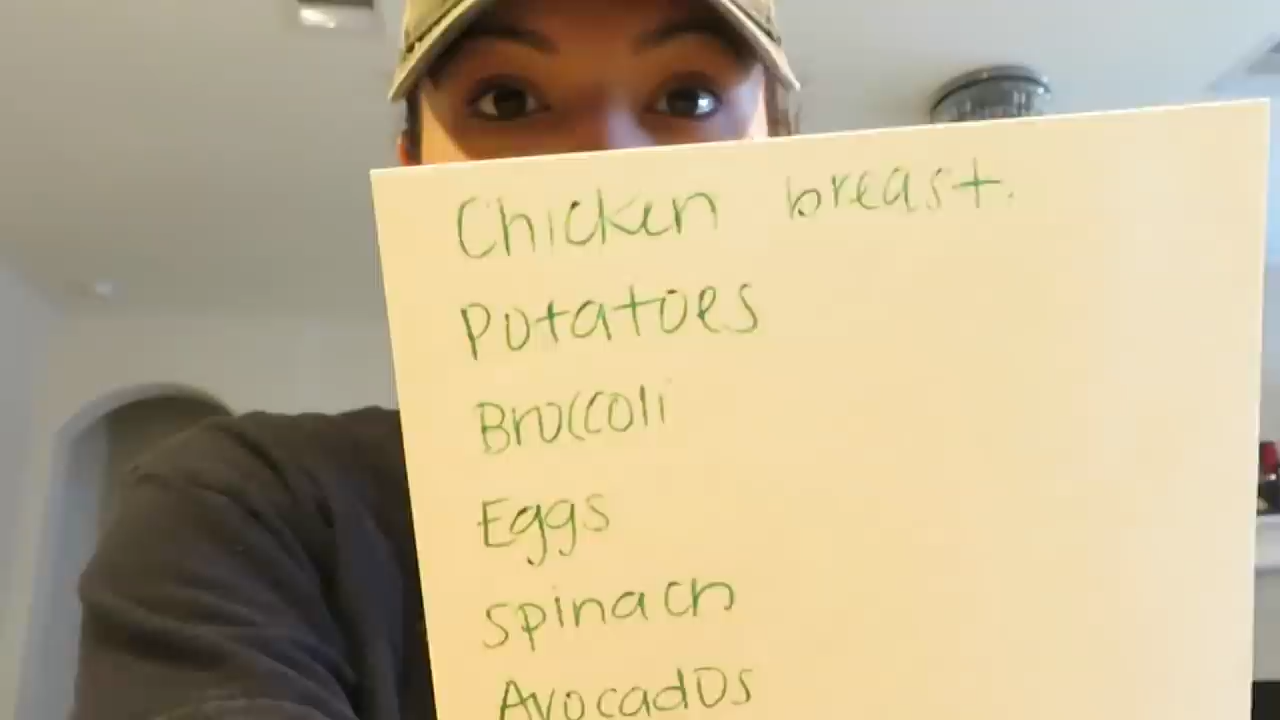 Chicken breast.
Potatoes
Broccoli
Eggs
Spinach
Avocados